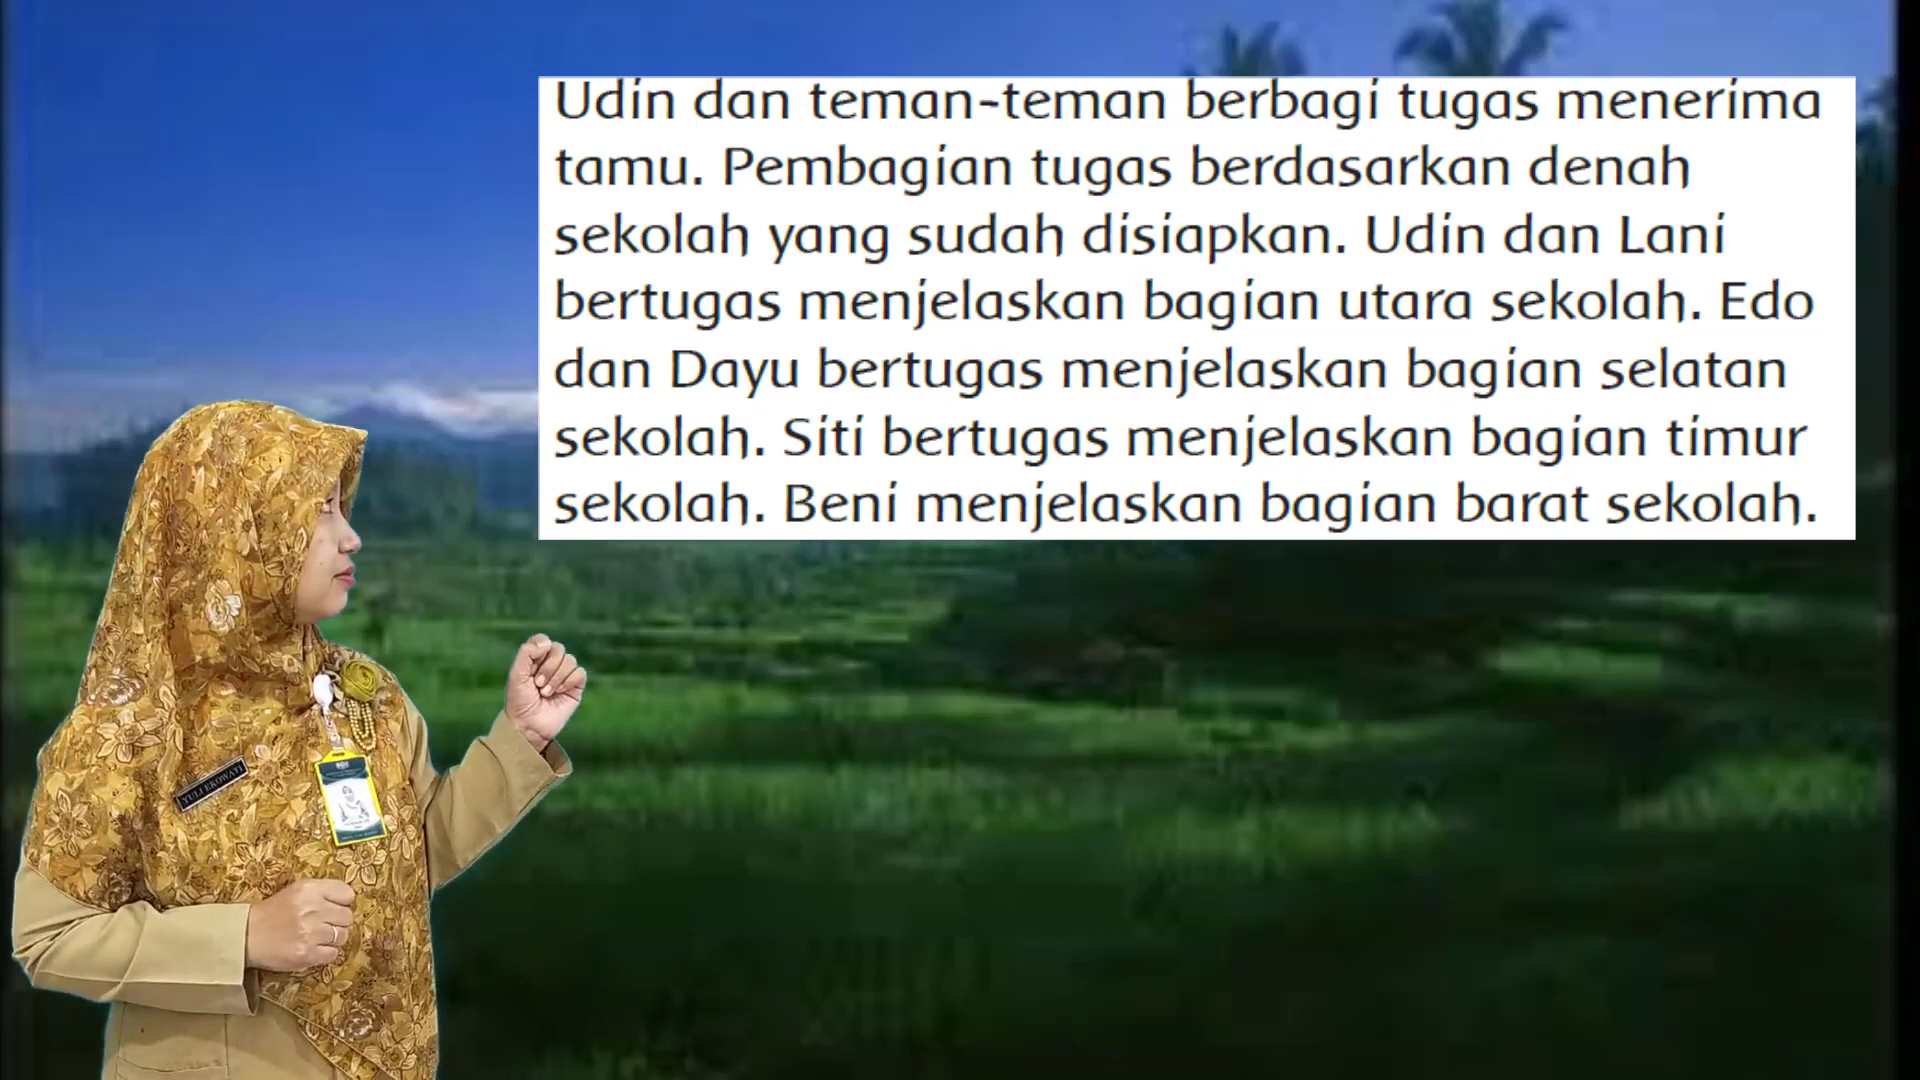 Udin dan teman-teman berbagi tugas menerima
tamu. Pembagian tugas berdasarkan denah
sekolah yang sudah disiapkan. Udin dan Lani
bertugas menjelaskan bagian utara sekolah. Edo
dan Dayu bertugas menjelaskan bagian selatan
sekolah. Siti bertugas menjelaskan bagian timur
sekolah. Beni menjelaskan bagian barat sekolah.
YULI EKOWATI